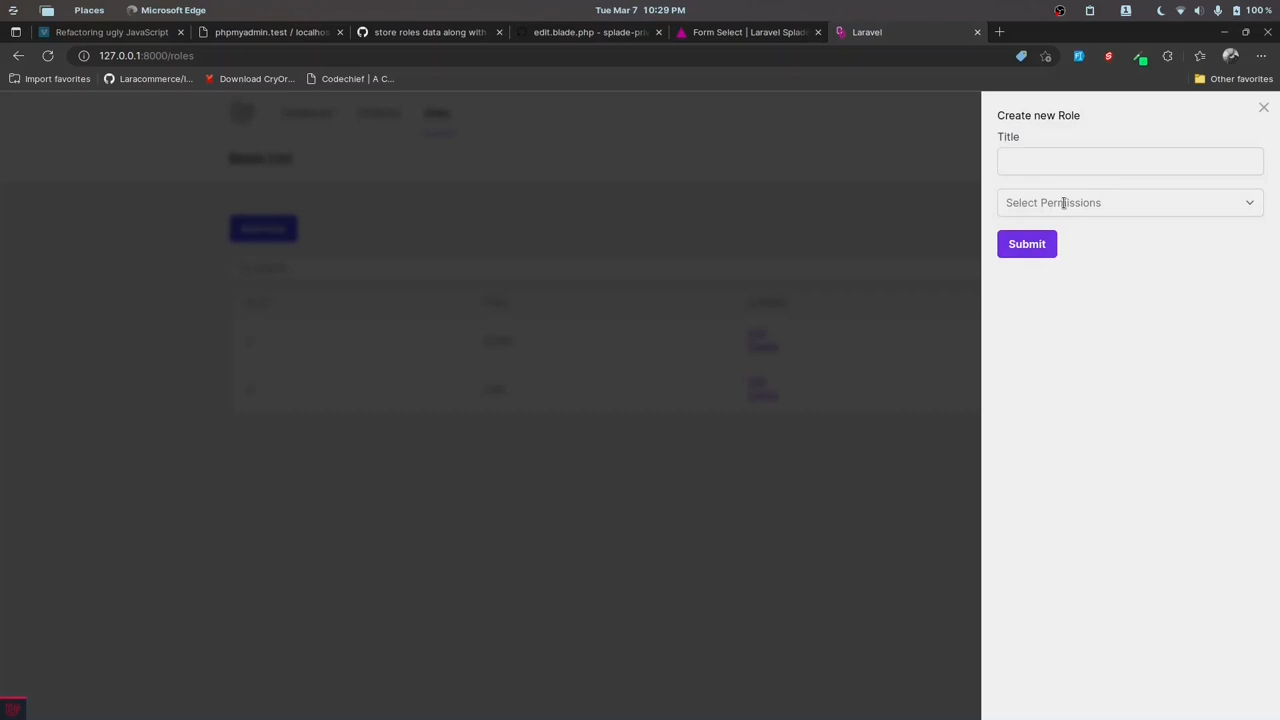 Places Microsoft Edge Tue Mar 7 10:29 PM 100 %
Refactoring ugly JavaScript phpmyadmin.test / localhos store roles data along with edit.blade.php - splade-pri Form Select | Laravel Splade Laravel
127.0.0.1:8000/roles
Import favorites Laracommerce/l... Download CryOr... Codechief | A C... Other favorites
Create new Role
Title
Select Permissions
Submit